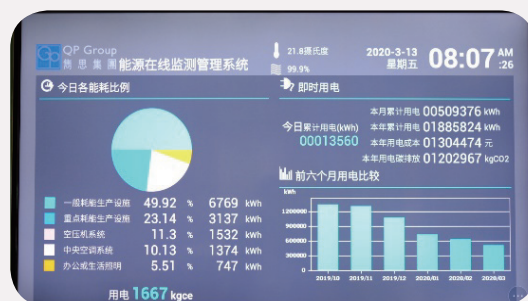 QP Group
隽思集團 能源在线监测管理系统
21.8摄氏度
99.9%
2020-3-13
星期五
08:07 AM
:26
今日各能耗比例
一般耗能生产设施 49.92 % 6769 kWh
重点耗能生产设施 23.14 % 3137 kWh
空压机系统 11.3 % 1532 kWh
中央空调系统 10.13 % 1374 kWh
办公或生活照明 5.51 % 747 kWh
用电 1667 kgce
即时用电
今日累计用电(kWh)
00013560
本月累计用电 00509376 kWh
本年累计用电 01885824 kWh
本年用电成本 01304474 元
本年用电碳排放 01202967 kgCO2
前六个月用电比较
kWh
1200000
900000
600000
300000
0
2019/10 2019/11 2019/12 2020/01 2020/02 2020/03